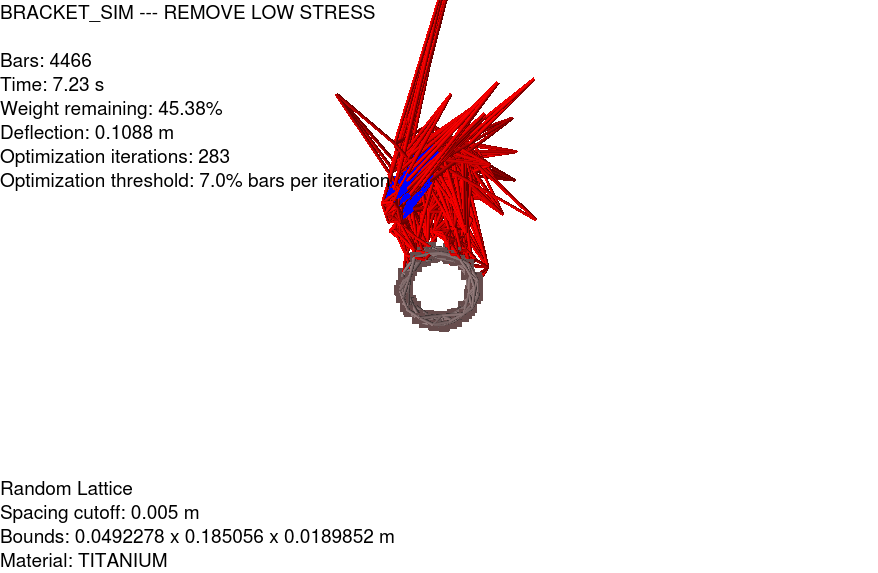 BRACKET_SIM --- REMOVE LOW STRESS
Bars: 4466
Time: 7.23 s
Weight remaining: 45.38%
Deflection: 0.1088 m
Optimization iterations: 283
Optimization threshold: 7.0% bars per iteration
Random Lattice
Spacing cutoff: 0.005 m
Bounds: 0.0492278 x 0.185056 x 0.0189852 m
Material: TITANIUM